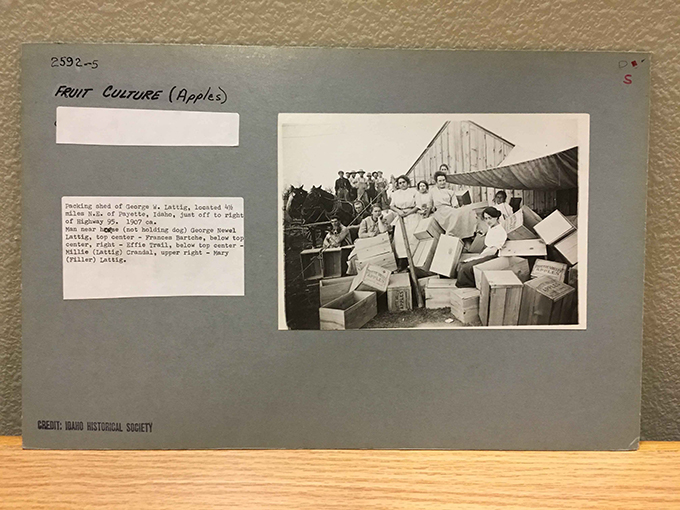 2592-5
FRUIT CULTURE (Apples)
S
Packing shed of George W. Lattig, located 4½
miles N.E. of Payette, Idaho, just off to right
of Highway 95. 1907 ca.
Man near horse (not holding dog) George Newel
Lattig, top center - Frances Bartche, below top
center, right - Effie Trail, below top center -
Millie (Lattig) Crandal, upper right - Mary
(Filler) Lattig.
CREDIT: IDAHO HISTORICAL SOCIETY